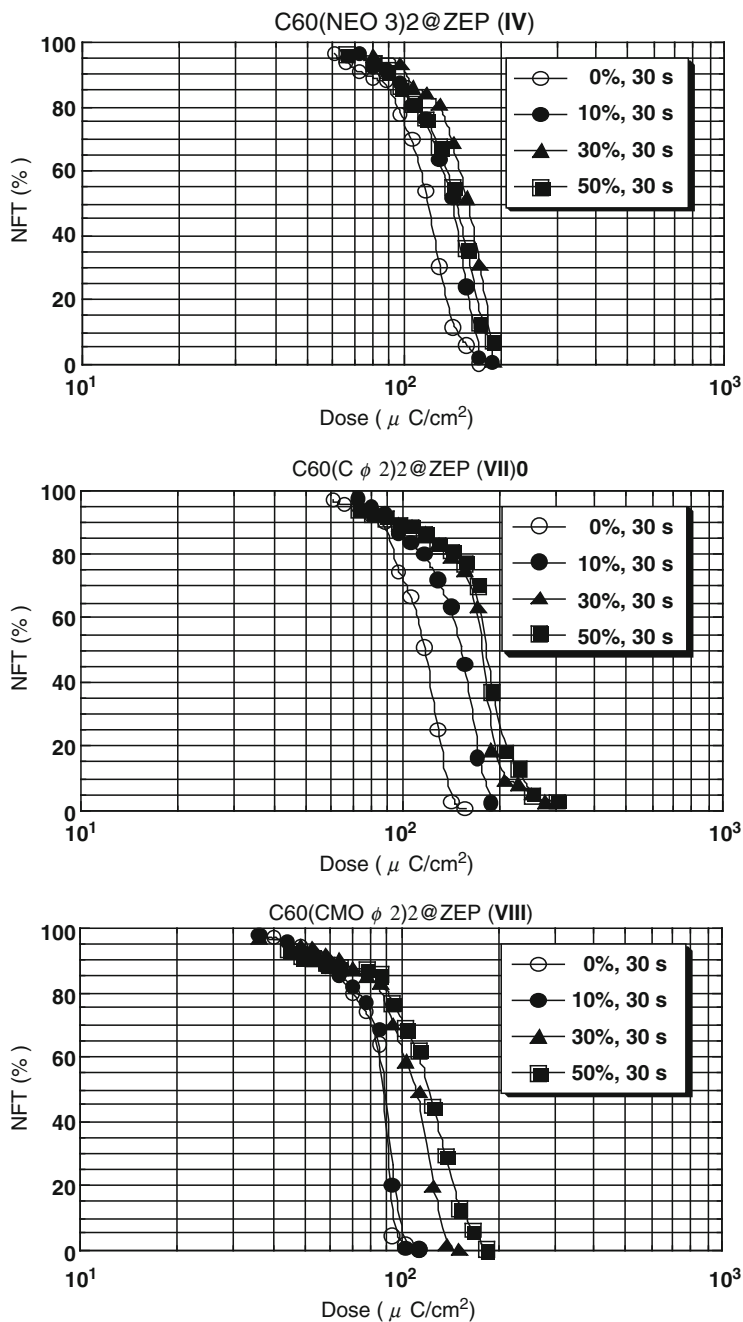 C60(NEO 3)2@ZEP (IV)
100
80
60
40
20
0
NFT (%)
0%, 30 s
10%, 30 s
30%, 30 s
50%, 30 s
10¹
10²
10³
Dose ( μ C/cm²)
C60(C ϕ 2)2@ZEP (VII)0
100
80
60
40
20
0
NFT (% )
0%, 30 s
10%, 30 s
30%, 30 s
50%, 30 s
10¹
10²
10³
Dose ( μ C/cm²)
C60(CMO ϕ 2)2@ZEP (VIII)
100
80
60
40
20
0
NFT (% )
0%, 30 s
10%, 30 s
30%, 30 s
50%, 30 s
10¹
10²
10³
Dose ( μ C/cm²)